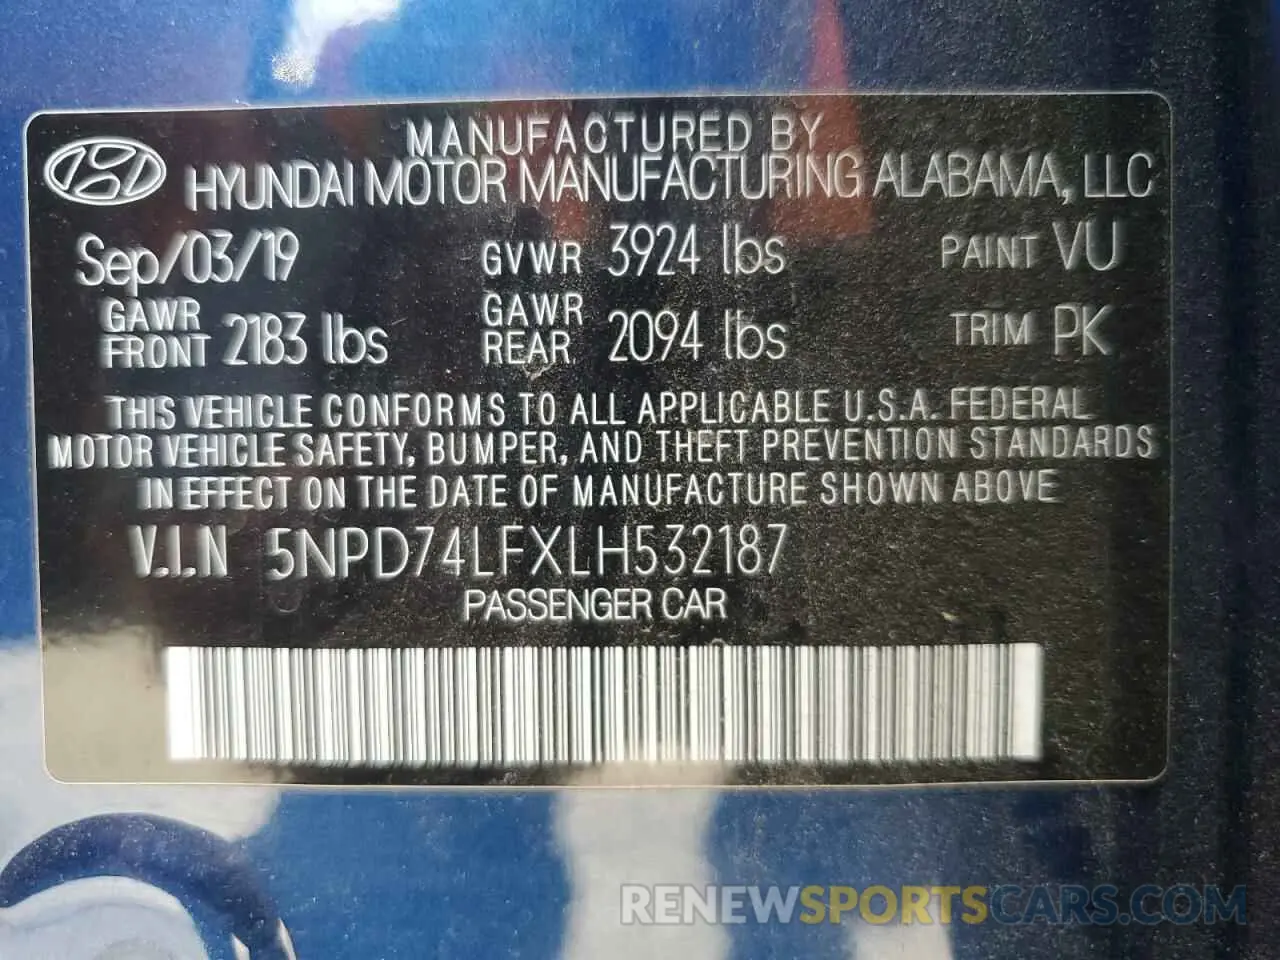 MANUFACTURED BY
HYUNDAI MOTOR MANUFACTURING ALABAMA, LLC
Sep/03/19 GVWR 3924 lbs PAINT VU
GAWR FRONT 2183 lbs GAWR REAR 2094 lbs TRIM PK
THIS VEHICLE CONFORMS TO ALL APPLICABLE U.S.A. FEDERAL
MOTOR VEHICLE SAFETY, BUMPER, AND THEFT PREVENTION STANDARDS
IN EFFECT ON THE DATE OF MANUFACTURE SHOWN ABOVE
V.I.N 5NPD74LFXLH532187
PASSENGER CAR
RENEWSPORTSCARS.COM